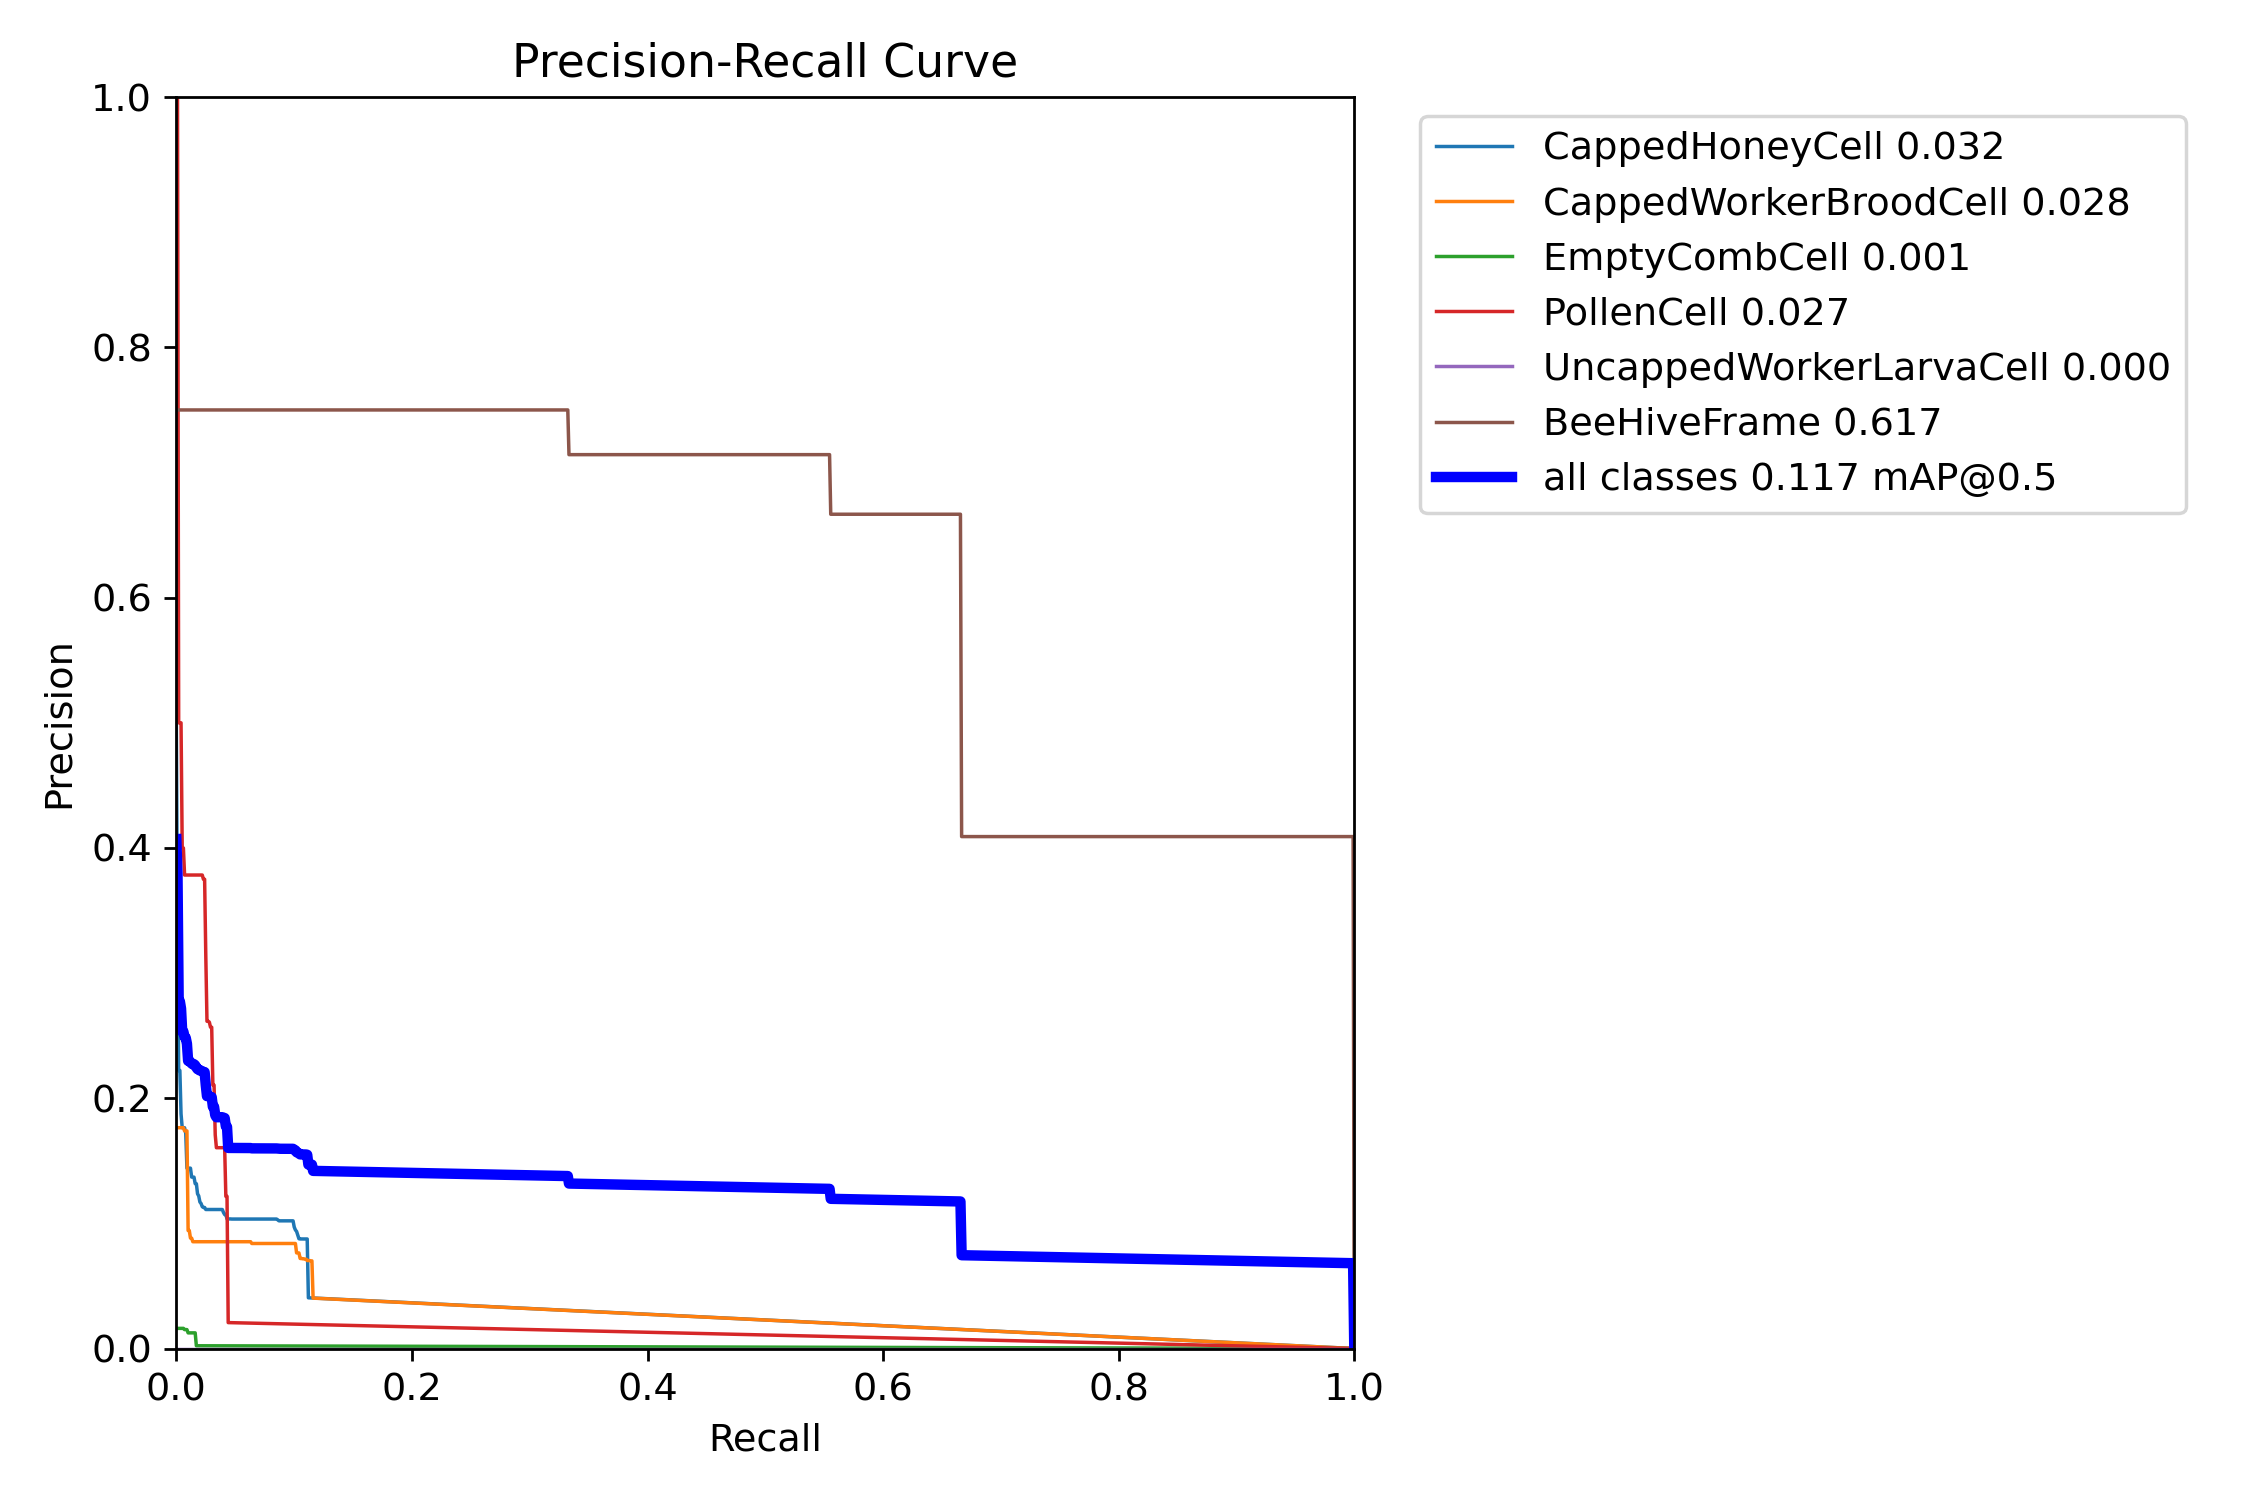 Precision-Recall Curve
1.0
0.8
0.6
0.4
0.2
0.0
Precision
0.0 0.2 0.4 0.6 0.8 1.0
Recall
CappedHoneyCell 0.032
CappedWorkerBroodCell 0.028
EmptyCombCell 0.001
PollenCell 0.027
UncappedWorkerLarvaCell 0.000
BeeHiveFrame 0.617
all classes 0.117 mAP@0.5